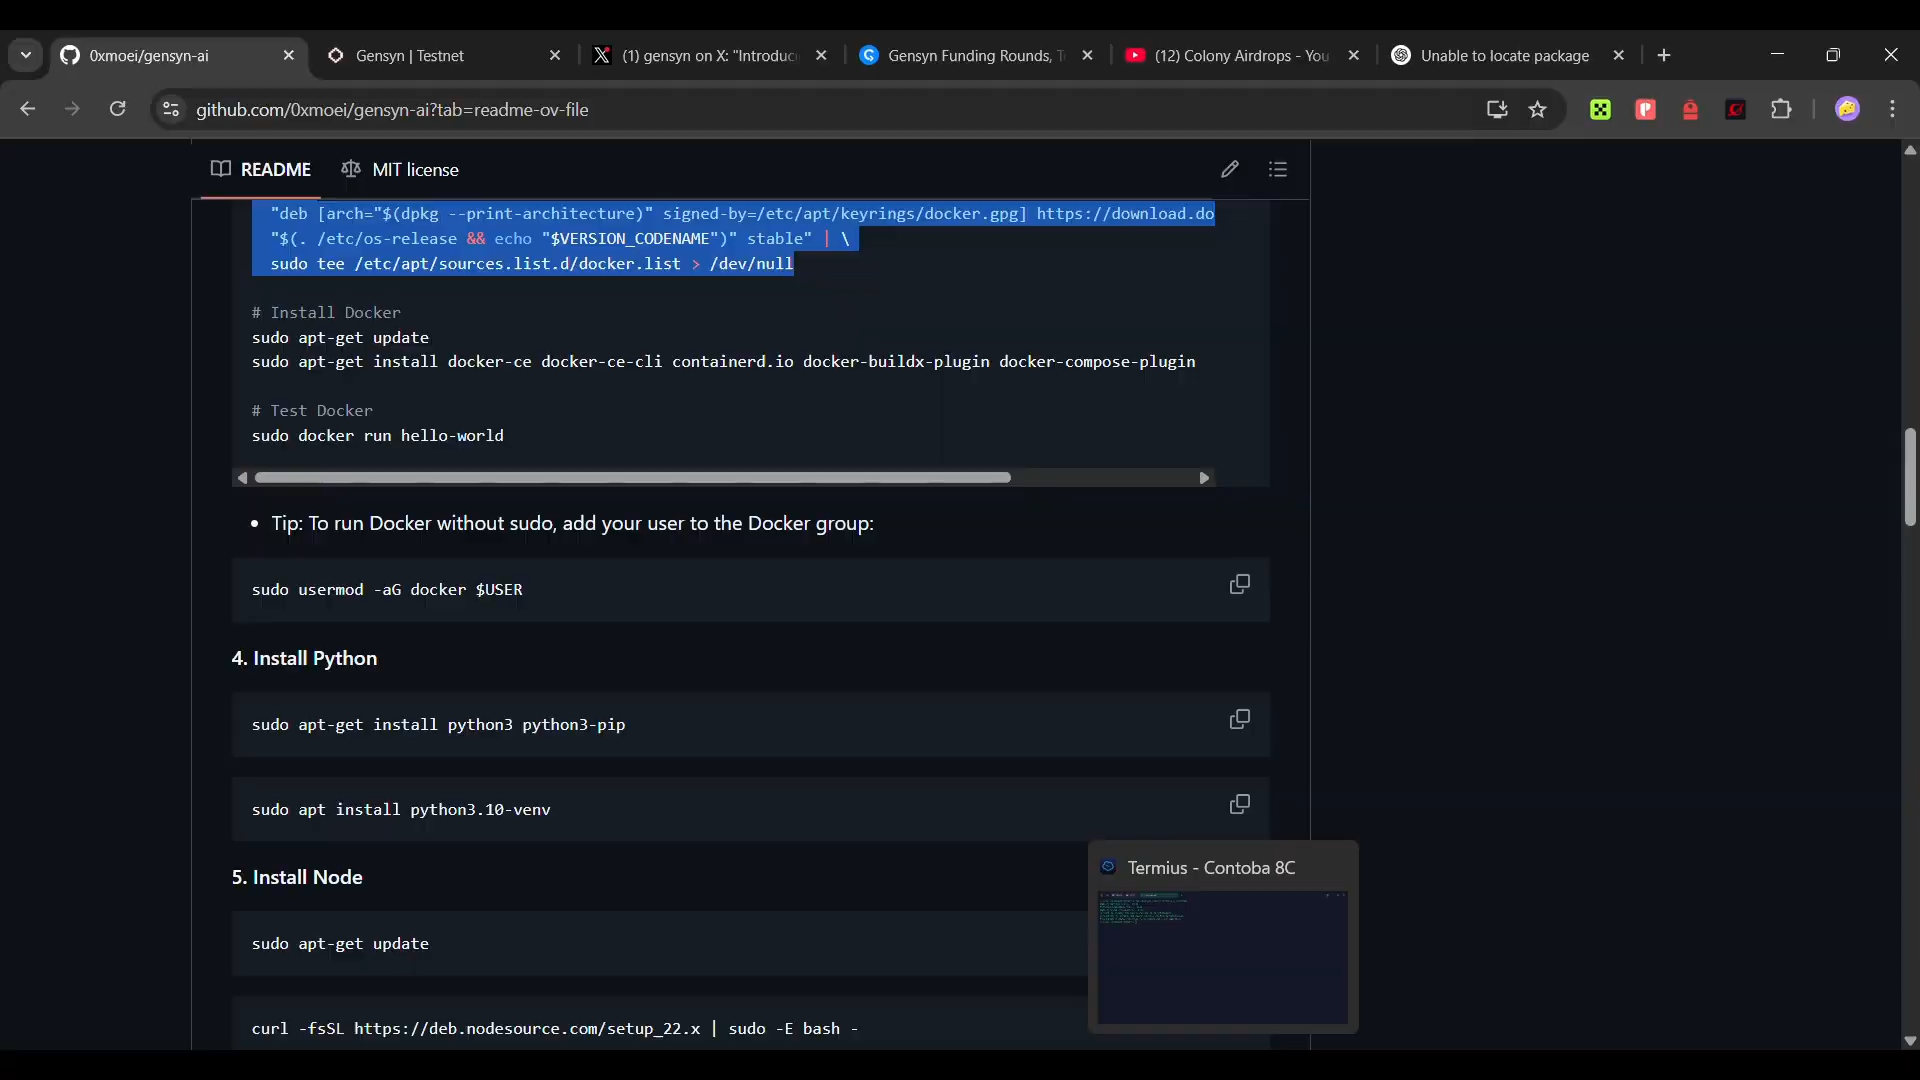 0xmoei/gensyn-ai
Gensyn | Testnet
(1) gensyn on X: "Introduc
Gensyn Funding Rounds, T
(12) Colony Airdrops - You
Unable to locate package
github.com/0xmoei/gensyn-ai?tab=readme-ov-file
README
MIT license
"deb [arch="$(dpkg --print-architecture)" signed-by=/etc/apt/keyrings/docker.gpg] https://download.do
"$(. /etc/os-release && echo "$VERSION_CODENAME")" stable" | \
sudo tee /etc/apt/sources.list.d/docker.list > /dev/null
# Install Docker
sudo apt-get update
sudo apt-get install docker-ce docker-ce-cli containerd.io docker-buildx-plugin docker-compose-plugin
# Test Docker
sudo docker run hello-world
• Tip: To run Docker without sudo, add your user to the Docker group:
sudo usermod -aG docker $USER
4. Install Python
sudo apt-get install python3 python3-pip
sudo apt install python3.10-venv
5. Install Node
Termius - Contoba 8C
sudo apt-get update
curl -fsSL https://deb.nodesource.com/setup_22.x | sudo -E bash -